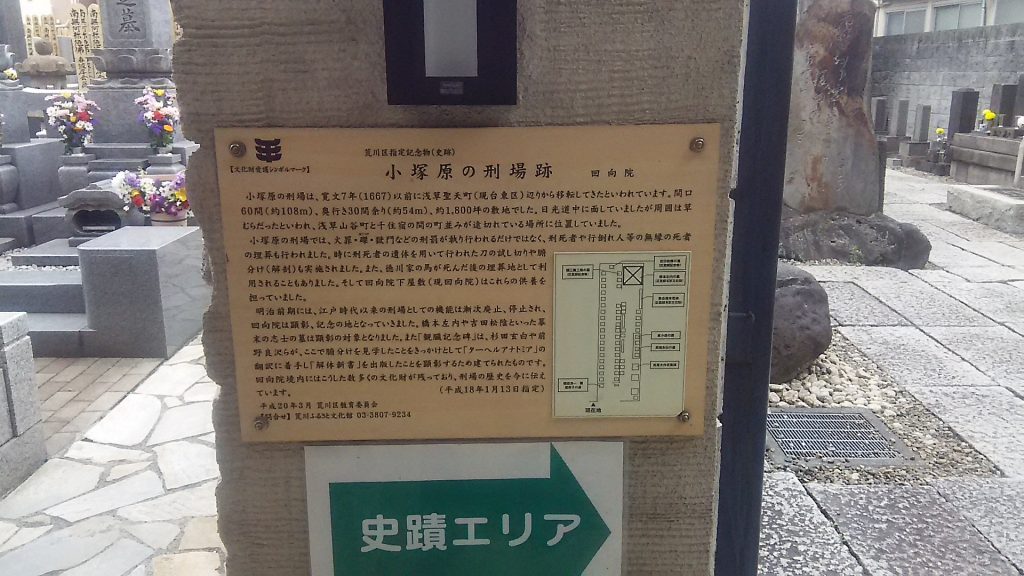 荒川区指定記念物(史跡)
【文化財愛護シンボルマーク】
小塚原の刑場跡 回向院
小塚原の刑場は、寛文7年(1667)以前に浅草聖天町(現台東区)辺りから移転してきたといわれています。間口
60間(約108m)、奥行き30間余り(約54m)、約1,800坪の敷地でした。日光道中に面していましたが周囲は草
むらだったといわれ、浅草山谷町と千住宿の間の町並みが途切れている場所に位置していました。
小塚原の刑場では、火罪・磔・獄門などの刑罰が執り行われるだけではなく、刑死者や行倒れ人等の無縁の死者
の埋葬も行われました。時に刑死者の遺体を用いて行われた刀の試し切りや腑
分け(解剖)も実施されました。また、徳川家の馬が死んだ後の埋葬地として利
用されることもありました。そして回向院下屋敷(現回向院)はこれらの供養を
担っていました。
明治前期には、江戸時代以来の刑場としての機能は漸次廃止、停止され、
回向院は顕彰、記念の地となっていきました。橋本左内や吉田松陰といった幕
末の志士の墓は顕彰の対象となりました。また「観臓記念碑」は、杉田玄白や前
野良沢らが、ここで腑分けを見学したことをきっかけとして「ターヘルアナトミア」の
翻訳に着手し「解体新書」を出版したことを顕彰するため建てられたものです。
回向院境内にはこうした数多くの文化財が残っており、刑場の歴史を今に伝え
ています。 (平成18年1月13日指定)
平成20年3月 荒川区教育委員会
【問合せ】荒川ふるさと文化館 03-3807-9234
現在地
史蹟エリア